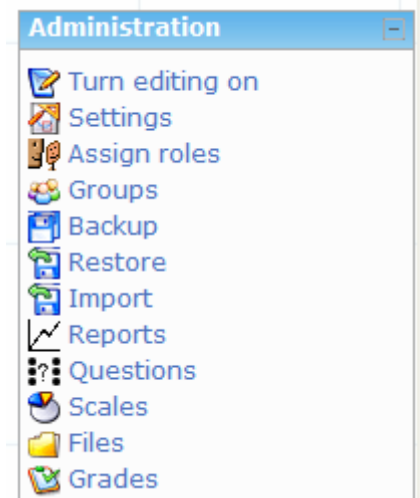 Administration
Turn editing on
Settings
Assign roles
Groups
Backup
Restore
Import
Reports
Questions
Scales
Files
Grades